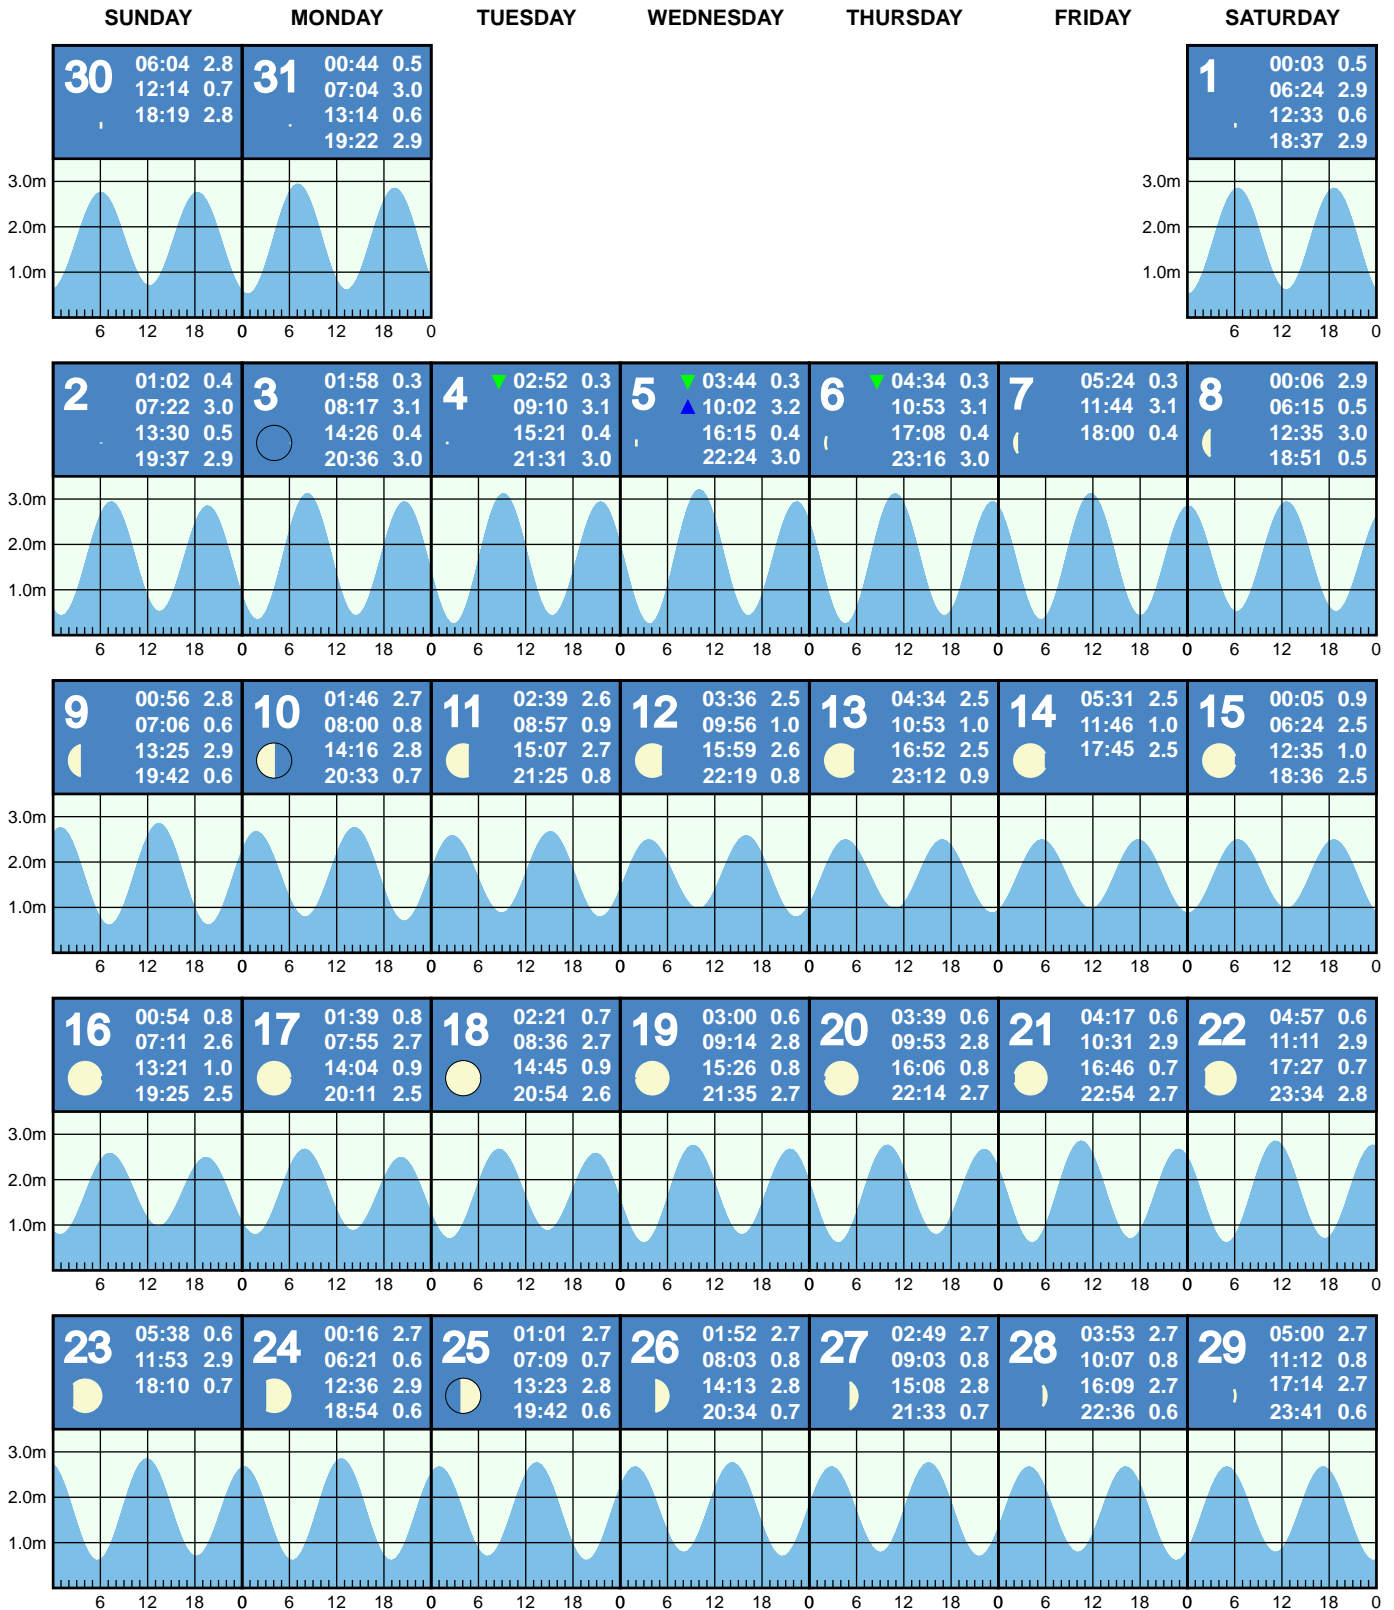 SUNDAY MONDAY TUESDAY WEDNESDAY THURSDAY FRIDAY SATURDAY
30 06:04 2.8
12:14 0.7
18:19 2.8
31 00:44 0.5
07:04 3.0
13:14 0.6
19:22 2.9
1 00:03 0.5
06:24 2.9
12:33 0.6
18:37 2.9
3.0m
2.0m
1.0m
6 12 18 0 6 12 18 0
3.0m
2.0m
1.0m
6 12 18 0
2 01:02 0.4
07:22 3.0
13:30 0.5
19:37 2.9
3 01:58 0.3
08:17 3.1
14:26 0.4
20:36 3.0
4 02:52 0.3
09:10 3.1
15:21 0.4
21:31 3.0
5 03:44 0.3
10:02 3.2
16:15 0.4
22:24 3.0
6 04:34 0.3
10:53 3.1
17:08 0.4
23:16 3.0
7 05:24 0.3
11:44 3.1
18:00 0.4
8 00:06 2.9
06:15 0.5
12:35 3.0
18:51 0.5
3.0m
2.0m
1.0m
6 12 18 0 6 12 18 0 6 12 18 0 6 12 18 0 6 12 18 0 6 12 18 0 6 12 18 0
9 00:56 2.8
07:06 0.6
13:25 2.9
19:42 0.6
10 01:46 2.7
08:00 0.8
14:16 2.8
20:33 0.7
11 02:39 2.6
08:57 0.9
15:07 2.7
21:25 0.8
12 03:36 2.5
09:56 1.0
15:59 2.6
22:19 0.8
13 04:34 2.5
10:53 1.0
16:52 2.5
23:12 0.9
14 05:31 2.5
11:46 1.0
17:45 2.5
15 00:05 0.9
06:24 2.5
12:35 1.0
18:36 2.5
3.0m
2.0m
1.0m
6 12 18 0 6 12 18 0 6 12 18 0 6 12 18 0 6 12 18 0 6 12 18 0 6 12 18 0
16 00:54 0.8
07:11 2.6
13:21 1.0
19:25 2.5
17 01:39 0.8
07:55 2.7
14:04 0.9
20:11 2.5
18 02:21 0.7
08:36 2.7
14:45 0.9
20:54 2.6
19 03:00 0.6
09:14 2.8
15:26 0.8
21:35 2.7
20 03:39 0.6
09:53 2.8
16:06 0.8
22:14 2.7
21 04:17 0.6
10:31 2.9
16:46 0.7
22:54 2.7
22 04:57 0.6
11:11 2.9
17:27 0.7
23:34 2.8
3.0m
2.0m
1.0m
6 12 18 0 6 12 18 0 6 12 18 0 6 12 18 0 6 12 18 0 6 12 18 0 6 12 18 0
23 05:38 0.6
11:53 2.9
18:10 0.7
24 00:16 2.7
06:21 0.6
12:36 2.9
18:54 0.6
25 01:01 2.7
07:09 0.7
13:23 2.8
19:42 0.6
26 01:52 2.7
08:03 0.8
14:13 2.8
20:34 0.7
27 02:49 2.7
09:03 0.8
15:08 2.8
21:33 0.7
28 03:53 2.7
10:07 0.8
16:09 2.7
22:36 0.6
29 05:00 2.7
11:12 0.8
17:14 2.7
23:41 0.6
3.0m
2.0m
1.0m
6 12 18 0 6 12 18 0 6 12 18 0 6 12 18 0 6 12 18 0 6 12 18 0 6 12 18 0